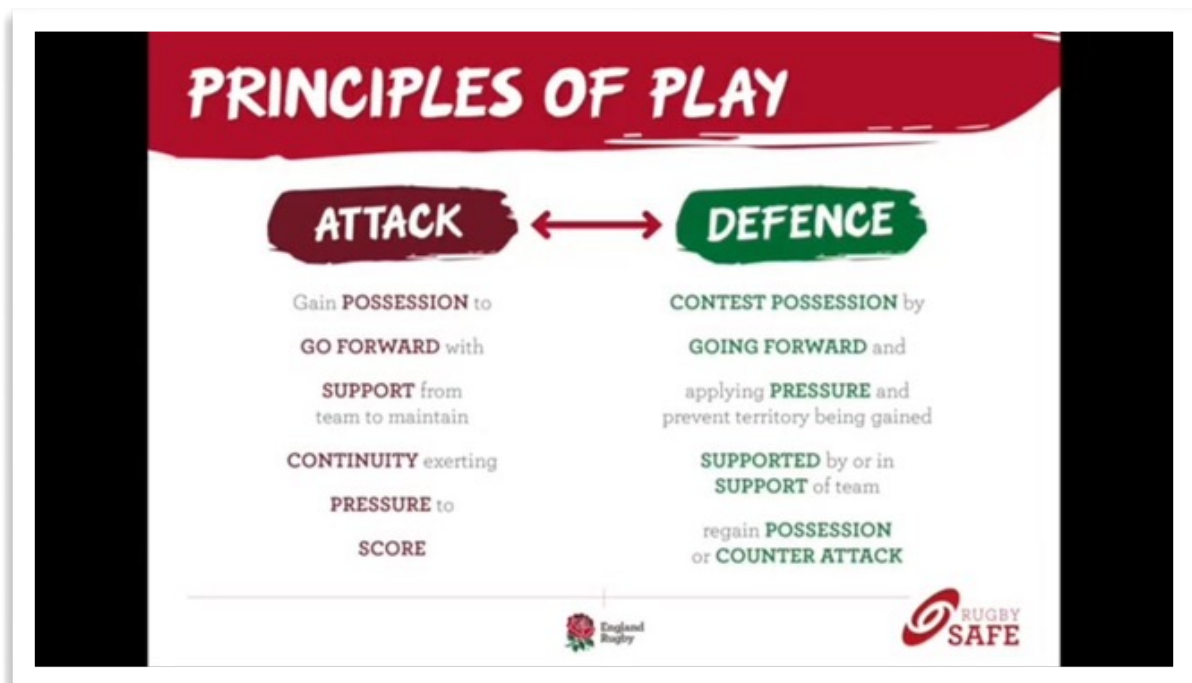 PRINCIPLES OF PLAY
ATTACK
Gain POSSESSION to
GO FORWARD with
SUPPORT from
team to maintain
CONTINUITY exerting
PRESSURE to
SCORE
DEFENCE
CONTEST POSSESSION by
GOING FORWARD and
applying PRESSURE and
prevent territory being gained
SUPPORTED by or in
SUPPORT of team
regain POSSESSION
or COUNTER ATTACK
England
Rugby
RUGBY
SAFE